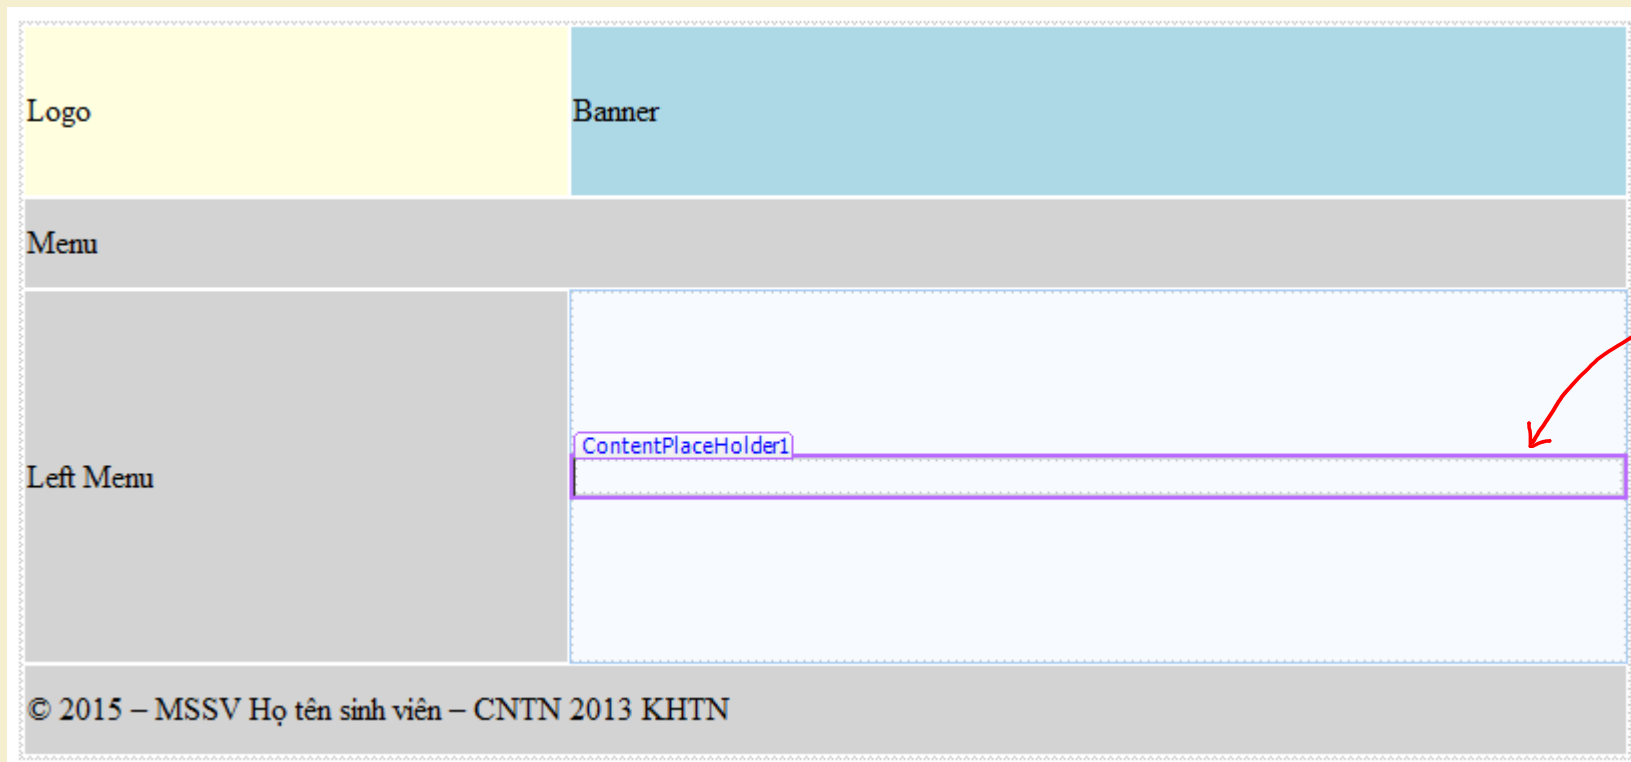 Logo
Banner
Menu
ContentPlaceHolder1
Left Menu
© 2015 – MSSV Họ tên sinh viên – CNTN 2013 KHTN